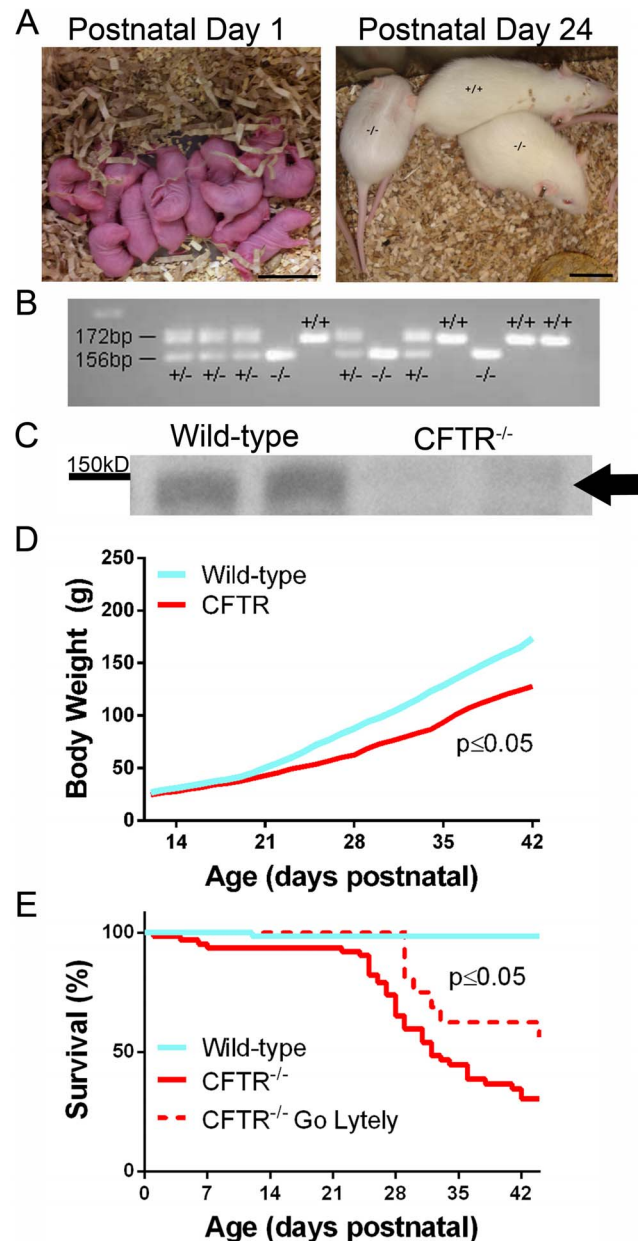 A
Postnatal Day 1
Postnatal Day 24
-/-
+/+
-/-
B
172bp
156bp
+/- +/- +/- -/- +/+ +/- -/- +/- +/+ -/- +/+ +/+
C
Wild-type
CFTR-/-
150kD
D
250
200
150
100
50
0
Body Weight (g)
Wild-type
CFTR
p≤0.05
14 21 28 35 42
Age (days postnatal)
E
100
50
0
Survival (%)
p≤0.05
Wild-type
CFTR-/-
CFTR-/- Go Lytely
0 7 14 21 28 35 42
Age (days postnatal)